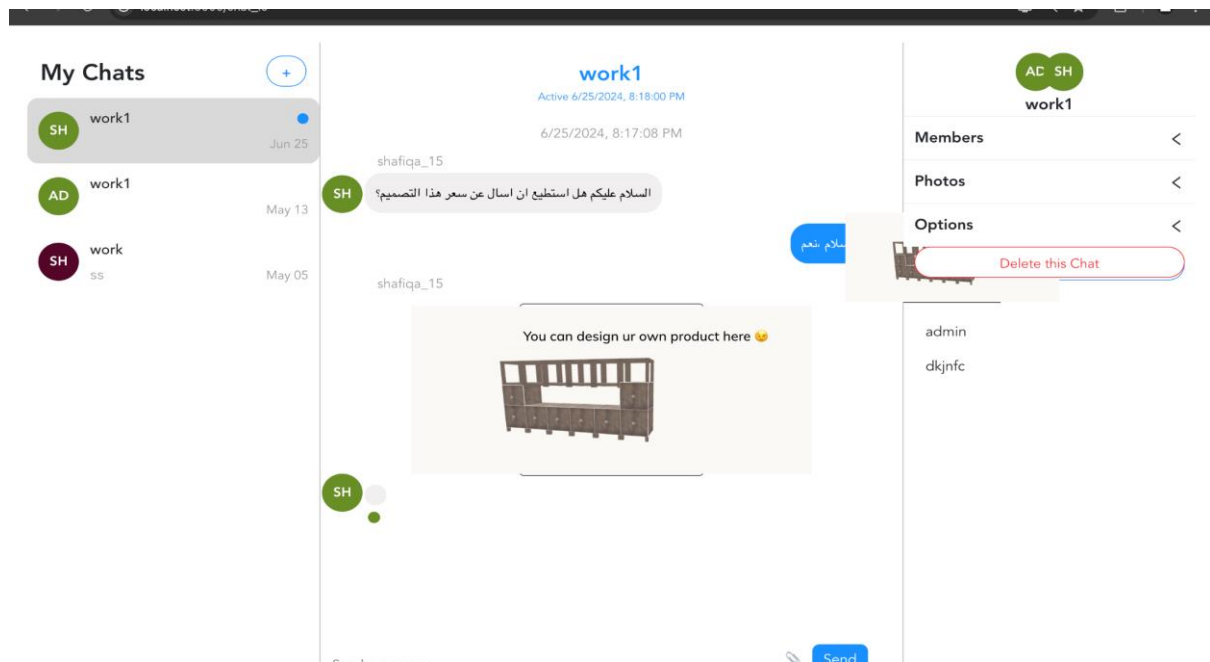 My Chats
+
work1
Jun 25
SH
work1
May 13
AD
work
ss
May 05
SH
work1
Active 6/25/2024, 8:18:00 PM
6/25/2024, 8:17:08 PM
shafiqa_15
السلام عليكم هل استطيع ان اسال عن سعر هذا التصميم؟
SH
،نعم
shafiqa_15
You can design ur own product here 😉
SH
Send
SH
work1
Members
Photos
Options
Delete this Chat
admin
dkjnfc